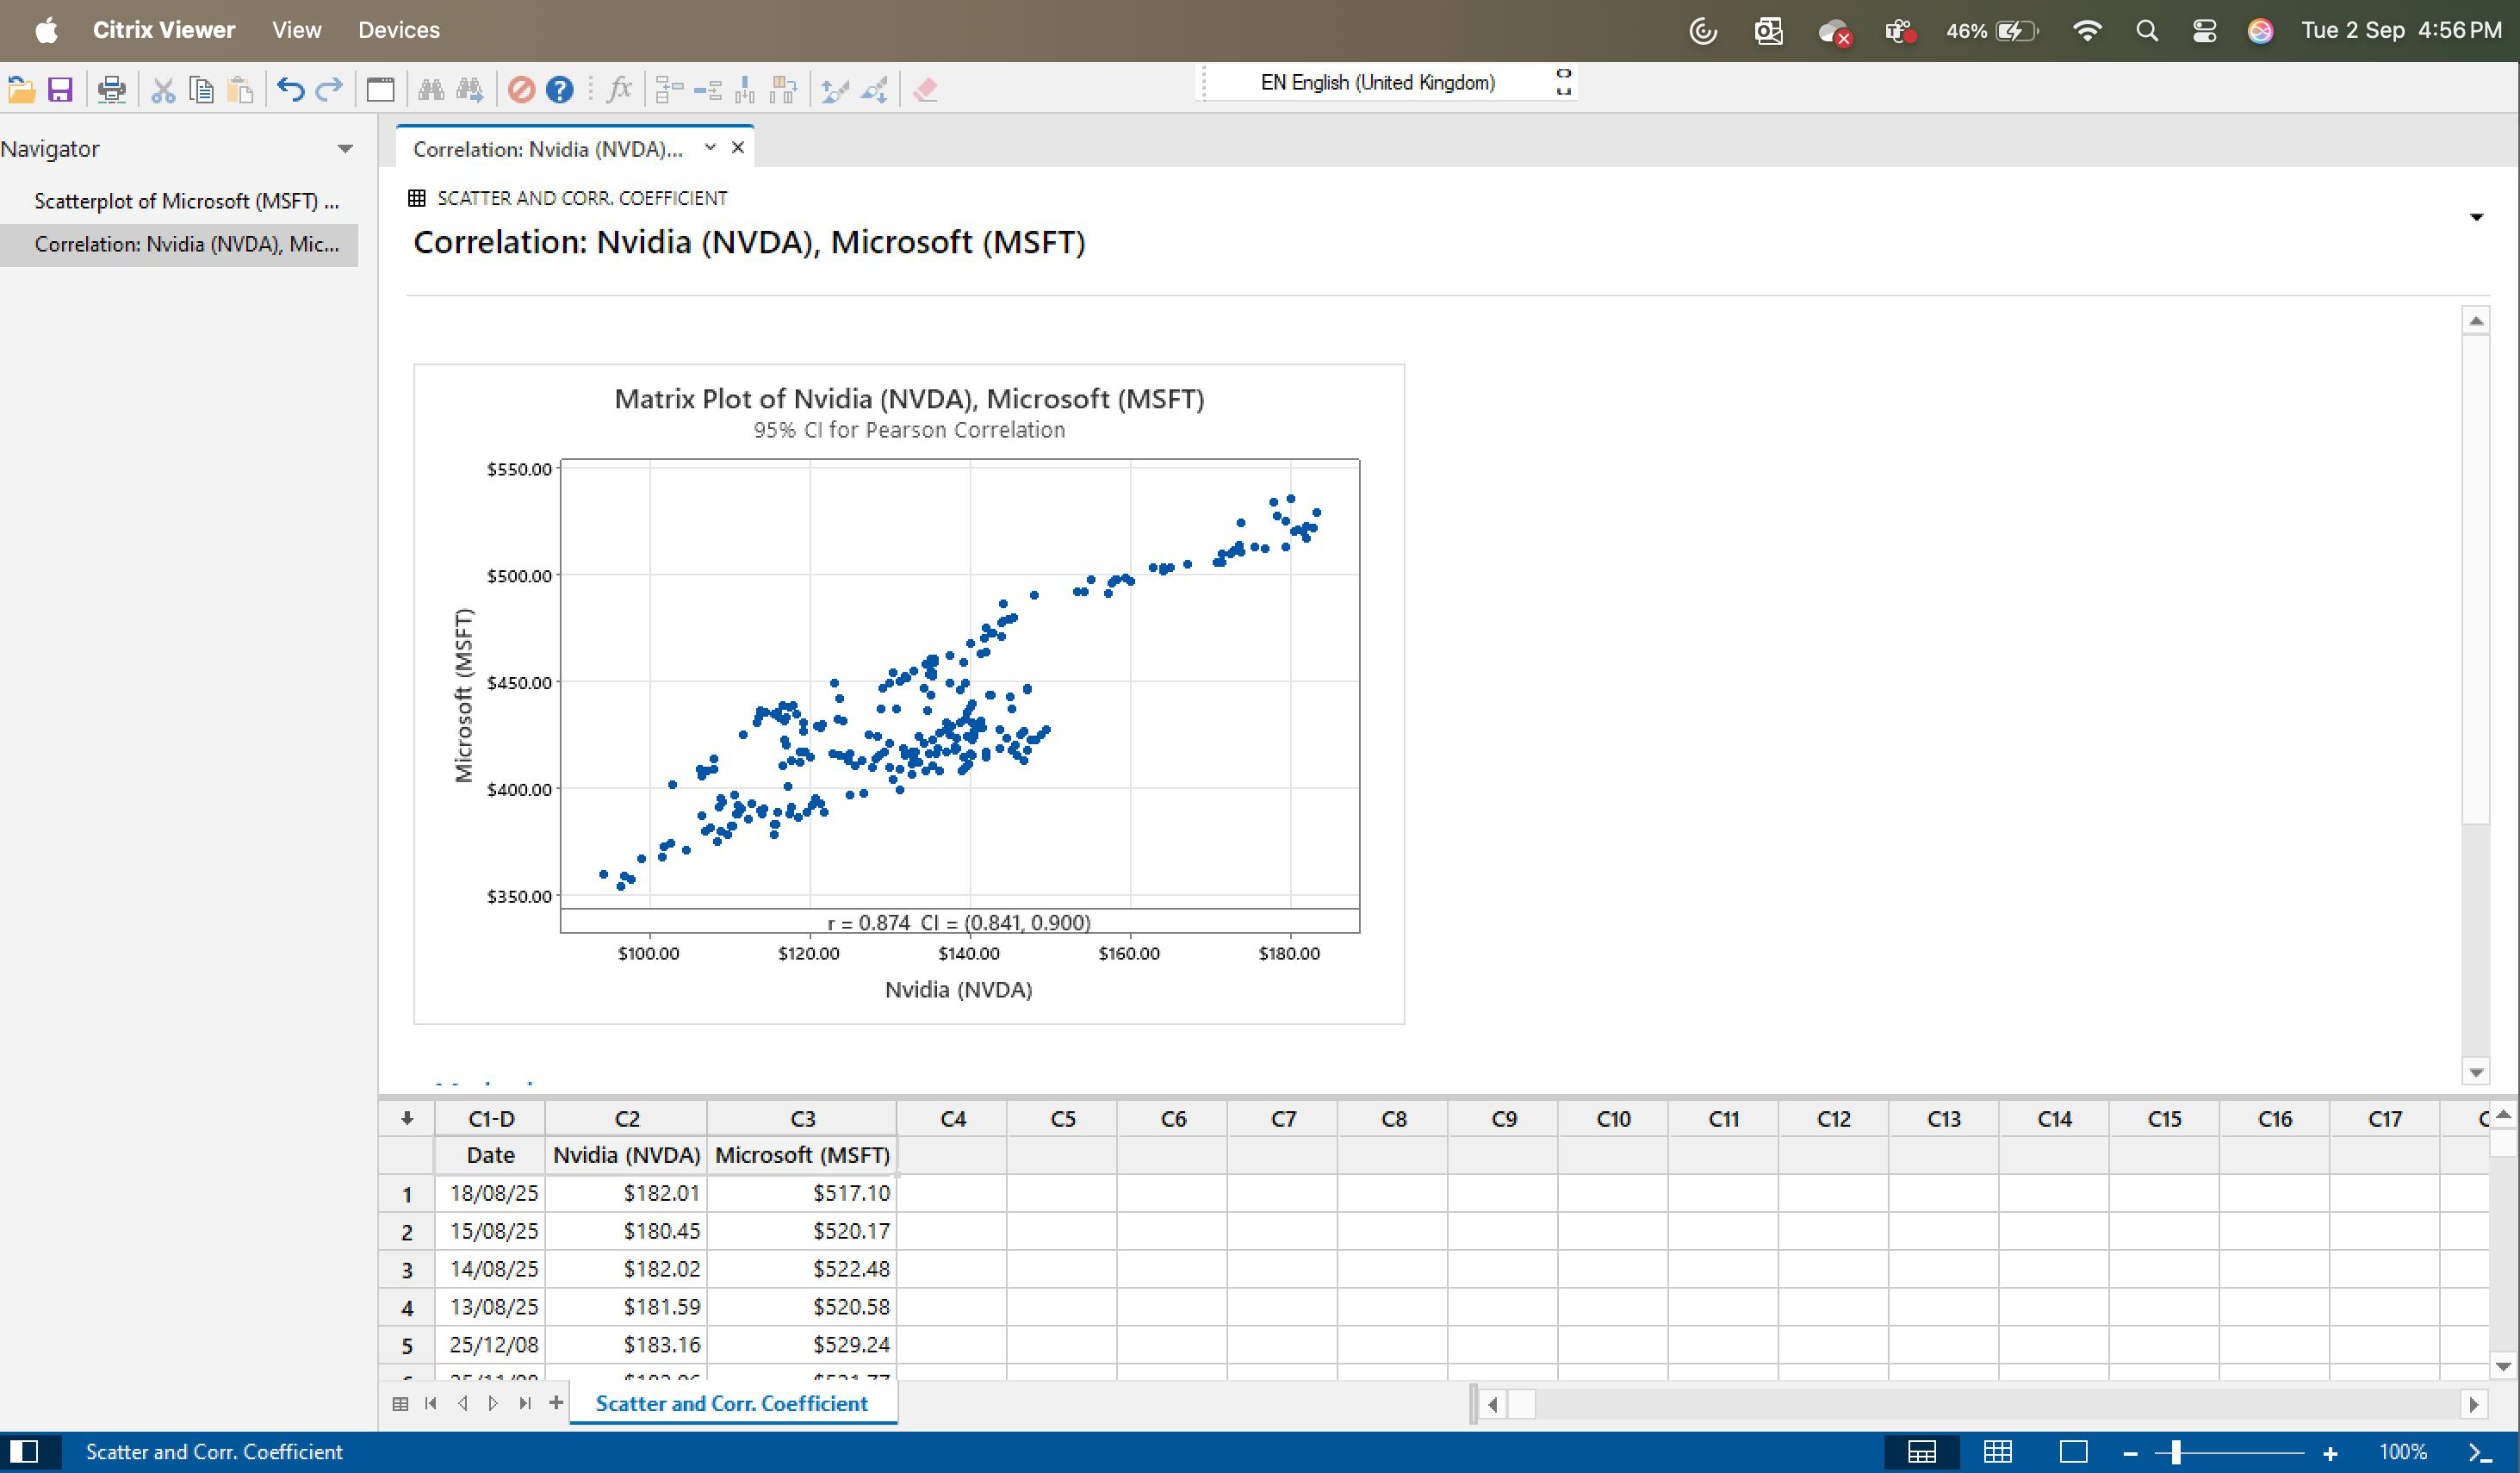 Citrix Viewer View Devices 46% Tue 2 Sep 4:56 PM
fx EN English (United Kingdom)
Navigator
Scatterplot of Microsoft (MSFT) ...
Correlation: Nvidia (NVDA), Mic...
Correlation: Nvidia (NVDA)...
SCATTER AND CORR. COEFFICIENT
Correlation: Nvidia (NVDA), Microsoft (MSFT)
Matrix Plot of Nvidia (NVDA), Microsoft (MSFT)
95% CI for Pearson Correlation
$550.00
$500.00
$450.00
$400.00
$350.00
Microsoft (MSFT)
r = 0.874 CI = (0.841, 0.900)
$100.00 $120.00 $140.00 $160.00 $180.00
Nvidia (NVDA)
C1-D C2 C3 C4 C5 C6 C7 C8 C9 C10 C11 C12 C13 C14 C15 C16 C17
Date Nvidia (NVDA) Microsoft (MSFT)
1 18/08/25 $182.01 $517.10
2 15/08/25 $180.45 $520.17
3 14/08/25 $182.02 $522.48
4 13/08/25 $181.59 $520.58
5 25/12/08 $183.16 $529.24
Scatter and Corr. Coefficient
Scatter and Corr. Coefficient 100%